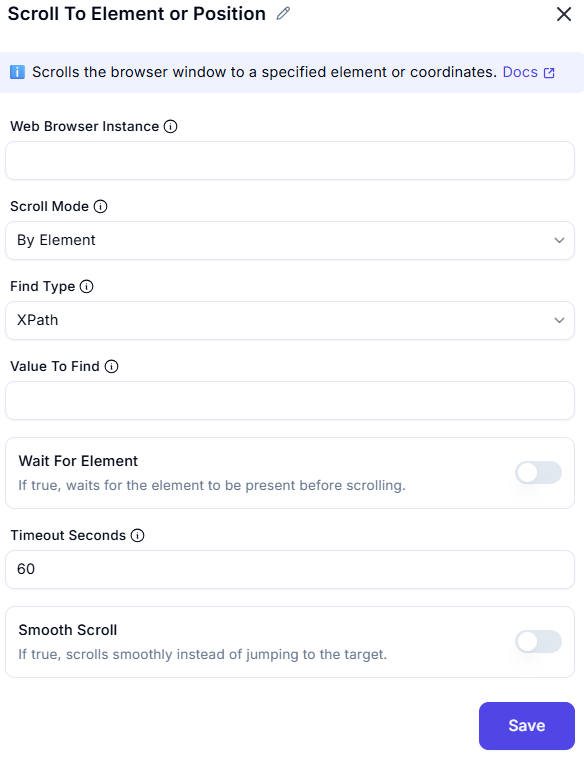 Scroll To Element or Position
Scrolls the browser window to a specified element or coordinates. Docs
Web Browser Instance
Scroll Mode
By Element
Find Type
XPath
Value To Find
Wait For Element
If true, waits for the element to be present before scrolling.
Timeout Seconds
60
Smooth Scroll
If true, scrolls smoothly instead of jumping to the target.
Save